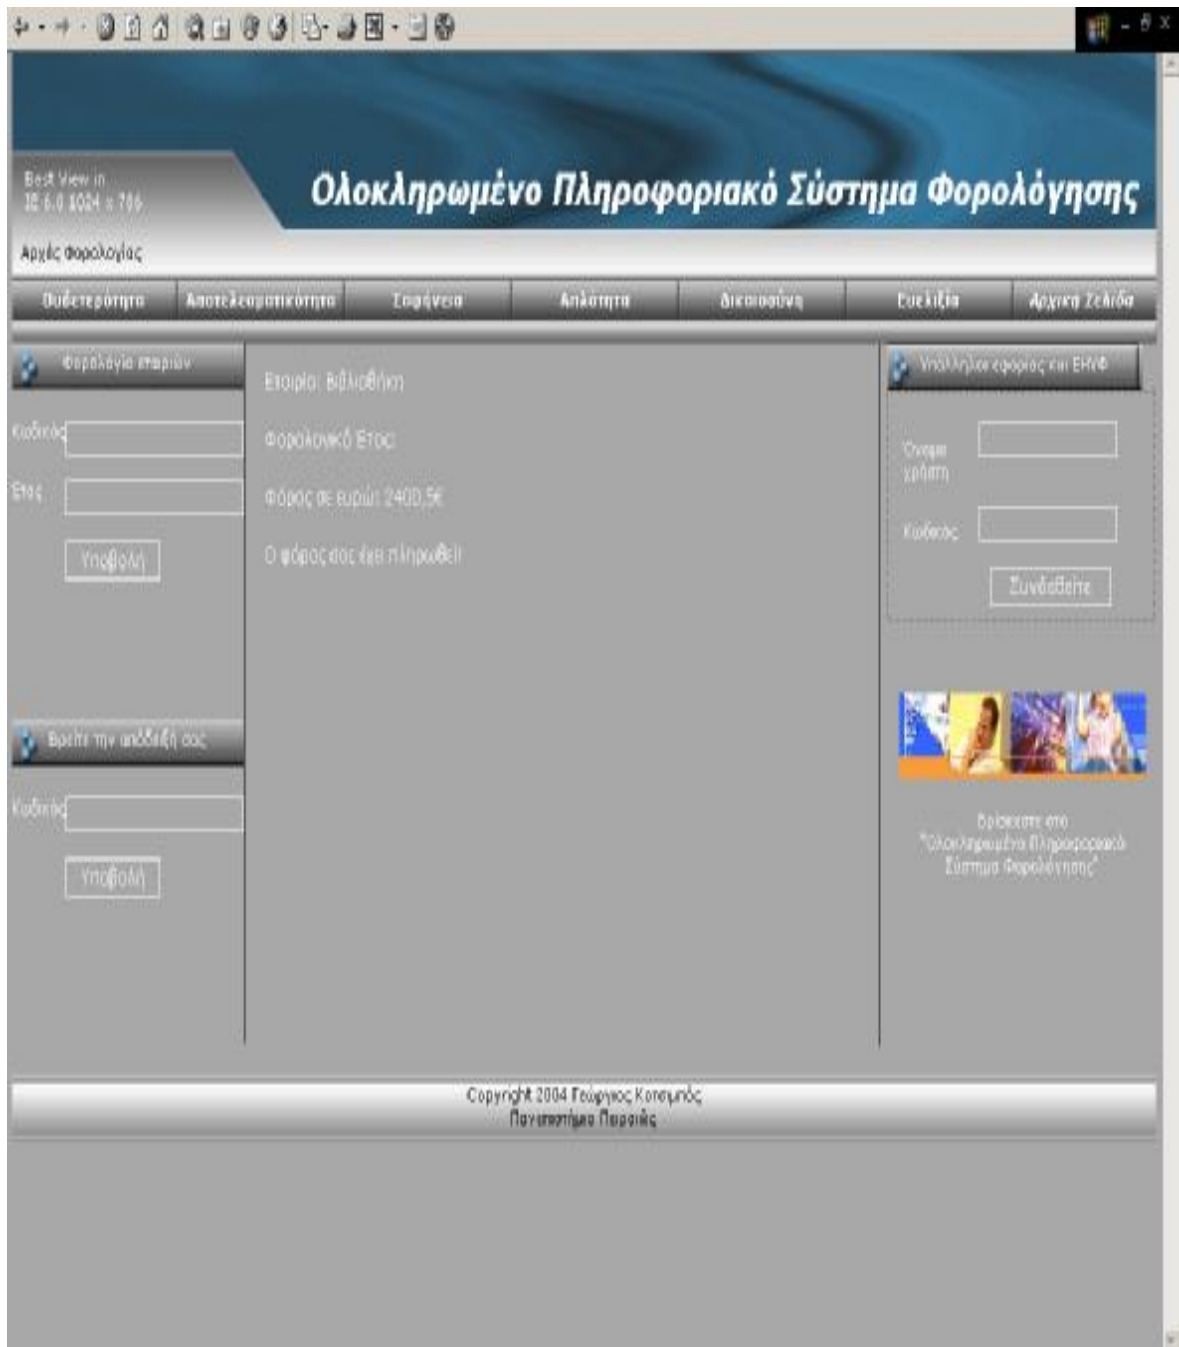 Best View in
IE 6.0 1024 x 786
Ολοκληρωμένο Πληροφοριακό Σύστημα Φορολόγησης
Αρχές Φορολογίας
Ουδετερότητα Αποτελεσματικότητα Σαφήνεια Απλότητα Δικαιοσύνη Ευελιξία Αρχική Σελίδα
Φορολογία εταιριών
Κωδικός
Έτος
Υποβολή
Βρείτε την απόδειξή σας
Κωδικός
Υποβολή
Εταιρία: Βιβλιοθήκη
Φορολογικό Έτος:
Φόρος σε ευρώ: 2400,5€
Ο φόρος σας έχει πληρωθεί!
Υπάλληλοι εφορίας και ΕΗΥΦ
Όνομα
χρήστη
Κωδικός
Συνδεθείτε
Βρίσκεστε στο
"Ολοκληρωμένο Πληροφοριακό
Σύστημα Φορολόγησης"
Copyright 2004 Γεώργιος
Πανεπιστήμιο Πειραιώς